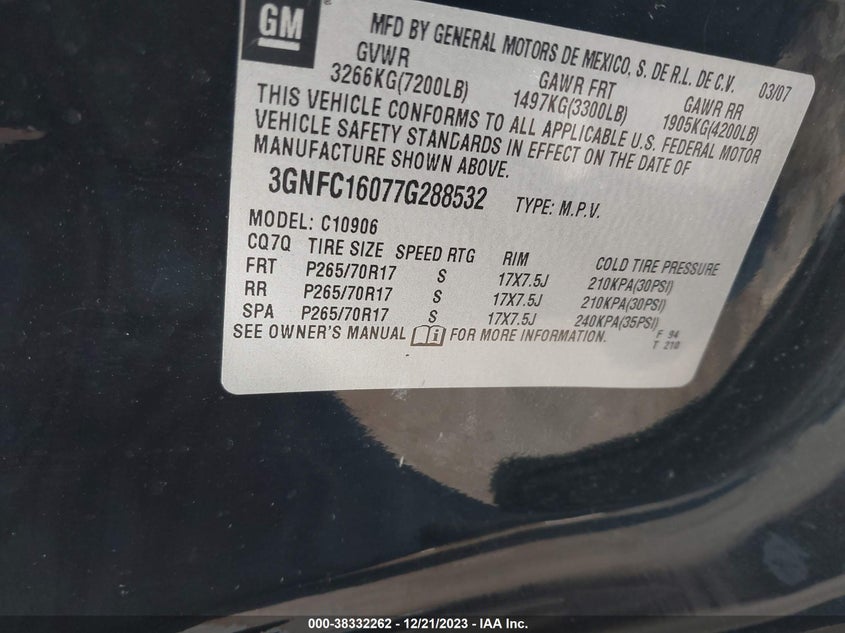 GM ®
MFD BY GENERAL MOTORS DE MEXICO, S. DE R.L. DE C.V. 03/07
GVWR GAWR FRT GAWR RR
3266KG(7200LB) 1497KG(3300LB) 1905KG(4200LB)
THIS VEHICLE CONFORMS TO ALL APPLICABLE U.S. FEDERAL MOTOR
VEHICLE SAFETY STANDARDS IN EFFECT ON THE DATE OF
MANUFACTURE SHOWN ABOVE.
3GNFC16077G288532 TYPE: M.P.V.
MODEL: C10906
CQ7Q TIRE SIZE SPEED RTG RIM COLD TIRE PRESSURE
FRT P265/70R17 S 17X7.5J 210KPA(30PSI)
RR P265/70R17 S 17X7.5J 210KPA(30PSI)
SPA P265/70R17 S 17X7.5J 240KPA(35PSI)
SEE OWNER'S MANUAL i FOR MORE INFORMATION. F 94
T 210
000-38332262 - 12/21/2023 - IAA Inc.